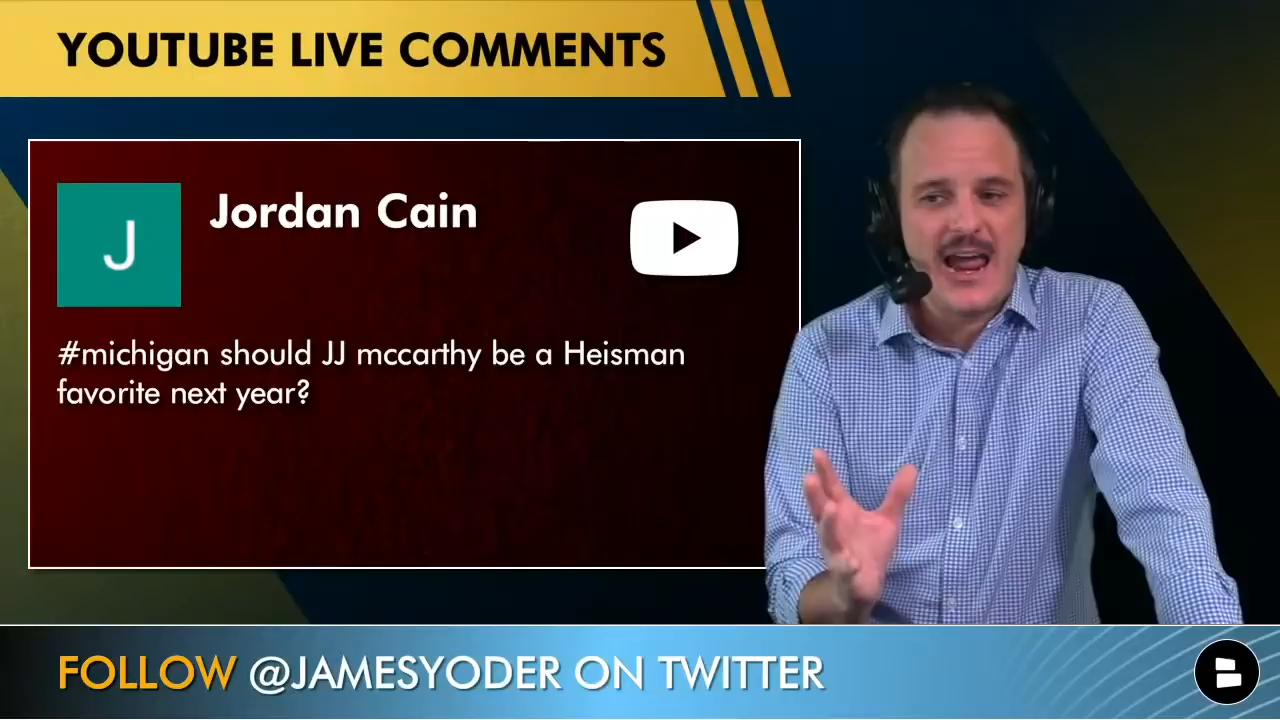 YOUTUBE LIVE COMMENTS
J
Jordan Cain
#michigan should JJ mccarthy be a Heisman
favorite next year?
FOLLOW @JAMESYODER ON TWITTER